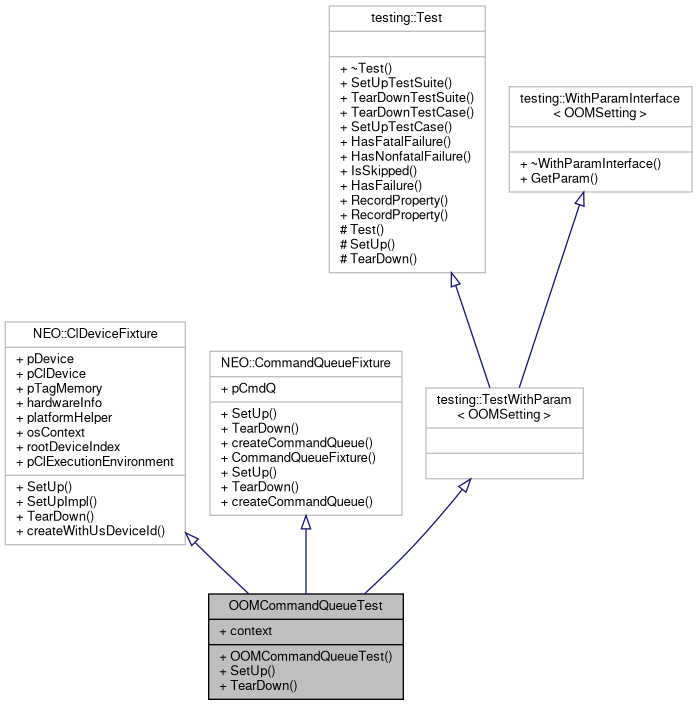 testing::Test
+ ~Test()
+ SetUpTestSuite()
+ TearDownTestSuite()
+ TearDownTestCase()
+ SetUpTestCase()
+ HasFatalFailure()
+ HasNonfatalFailure()
+ IsSkipped()
+ HasFailure()
+ RecordProperty()
+ RecordProperty()
# Test()
# SetUp()
# TearDown()
testing::WithParamInterface
< OOMSetting >
+ ~WithParamInterface()
+ GetParam()
NEO::ClDeviceFixture
+ pDevice
+ pClDevice
+ pTagMemory
+ hardwareInfo
+ platformHelper
+ osContext
+ rootDeviceIndex
+ pClExecutionEnvironment
+ SetUp()
+ SetUpImpl()
+ TearDown()
+ createWithUsDeviceId()
NEO::CommandQueueFixture
+ pCmdQ
+ SetUp()
+ TearDown()
+ createCommandQueue()
+ CommandQueueFixture()
+ SetUp()
+ TearDown()
+ createCommandQueue()
testing::TestWithParam
< OOMSetting >
OOMCommandQueueTest
+ context
+ OOMCommandQueueTest()
+ SetUp()
+ TearDown()